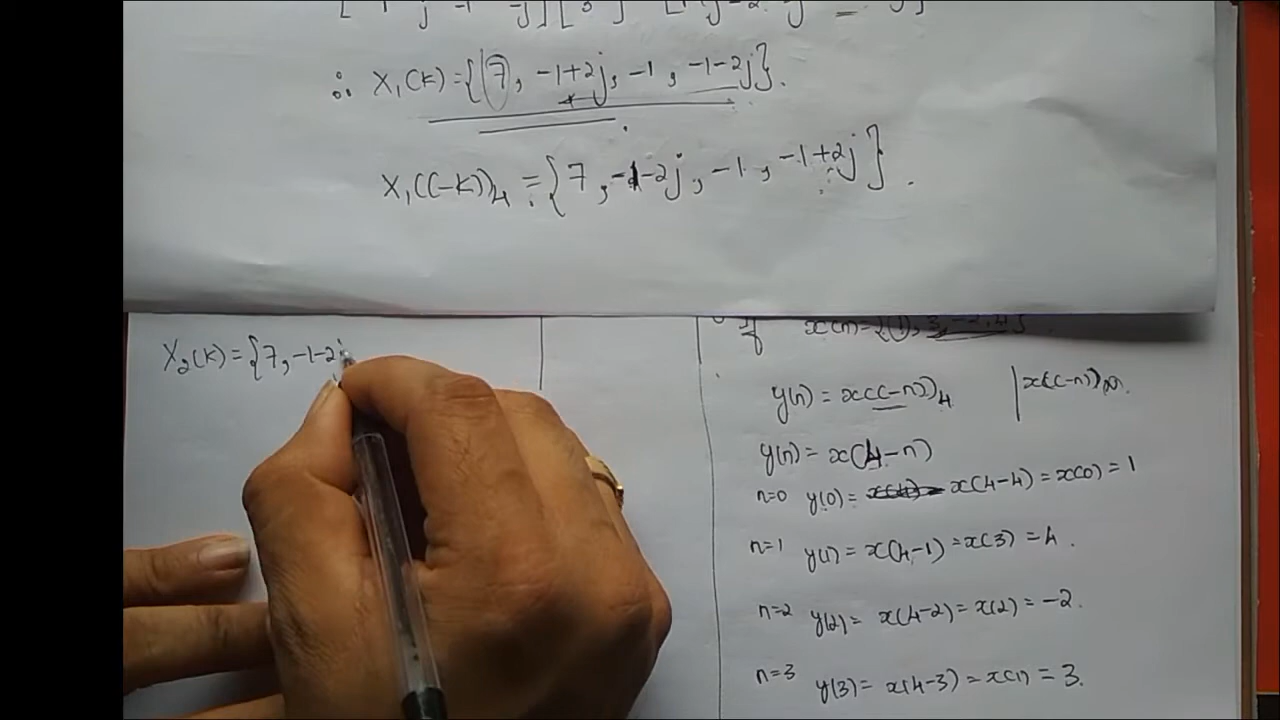 ∴ X₁(K) = {7, -1+2j, -1, -1-2j}.
X₁((-K))₄ = {7, -1-2j, -1, -1+2j}.
X₂(K) = {7, -1-2j
If x(n) = {1, 3, -2, 4}
y(n) = x((-n))₄ | x((-n))N.
y(n) = x(4-n)
n=0 y(0) = x(4-4) = x(0) = 1
n=1 y(1) = x(4-1) = x(3) = 4.
n=2 y(2) = x(4-2) = x(2) = -2.
n=3 y(3) = x(4-3) = x(1) = 3.